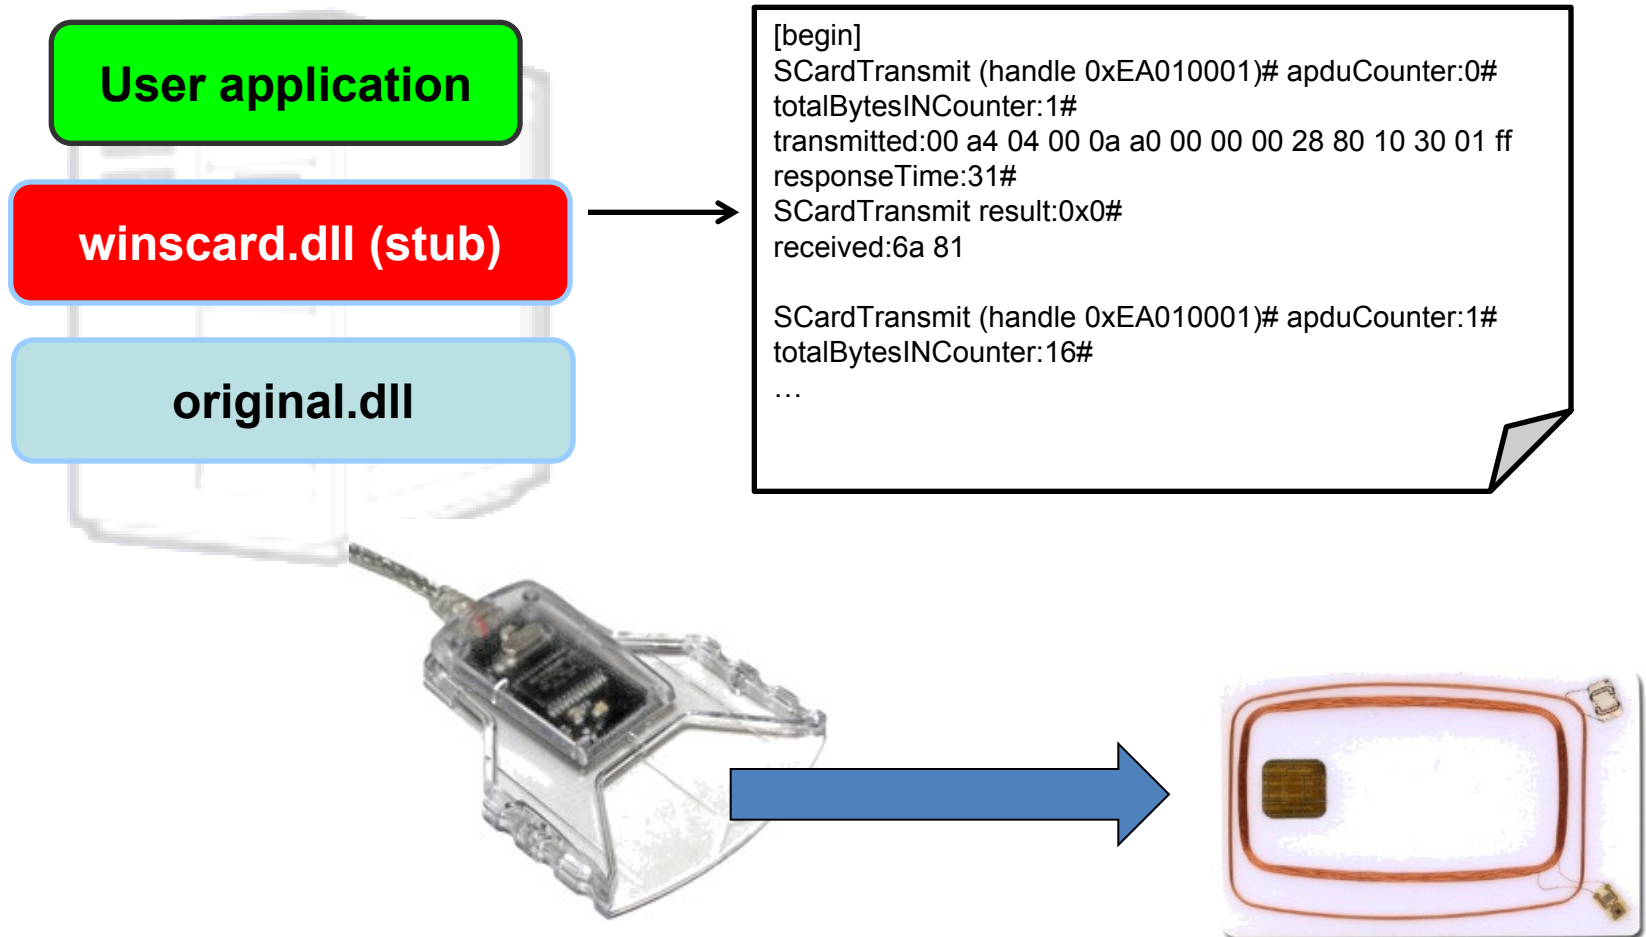 User application
winscard.dll (stub)
original.dll
[begin]
SCardTransmit (handle 0xEA010001)# apduCounter:0#
totalBytesINCounter:1#
transmitted:00 a4 04 00 0a a0 00 00 00 28 80 10 30 01 ff
responseTime:31#
SCardTransmit result:0x0#
received:6a 81
SCardTransmit (handle 0xEA010001)# apduCounter:1#
totalBytesINCounter:16#
…